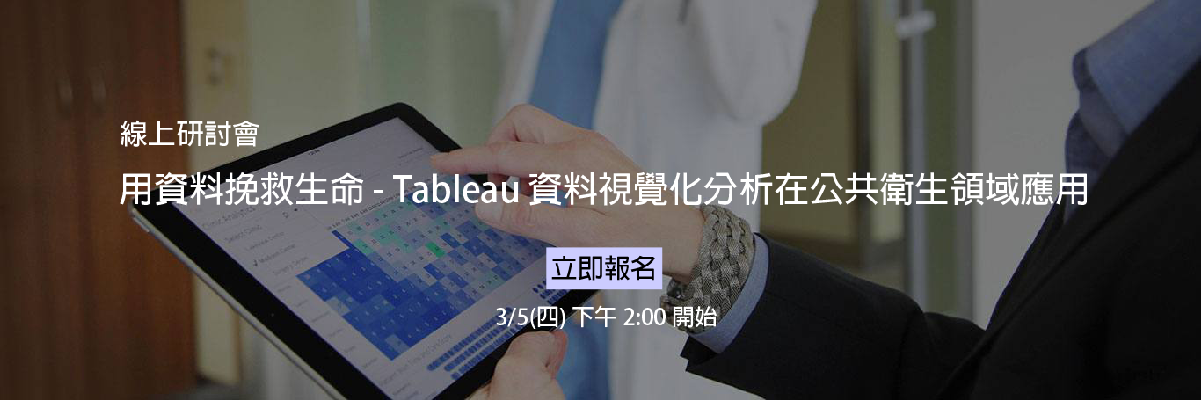 線上研討會
用資料挽救生命 - Tableau 資料視覺化分析在公共衛生領域應用
立即報名
3/5(四) 下午 2:00 開始